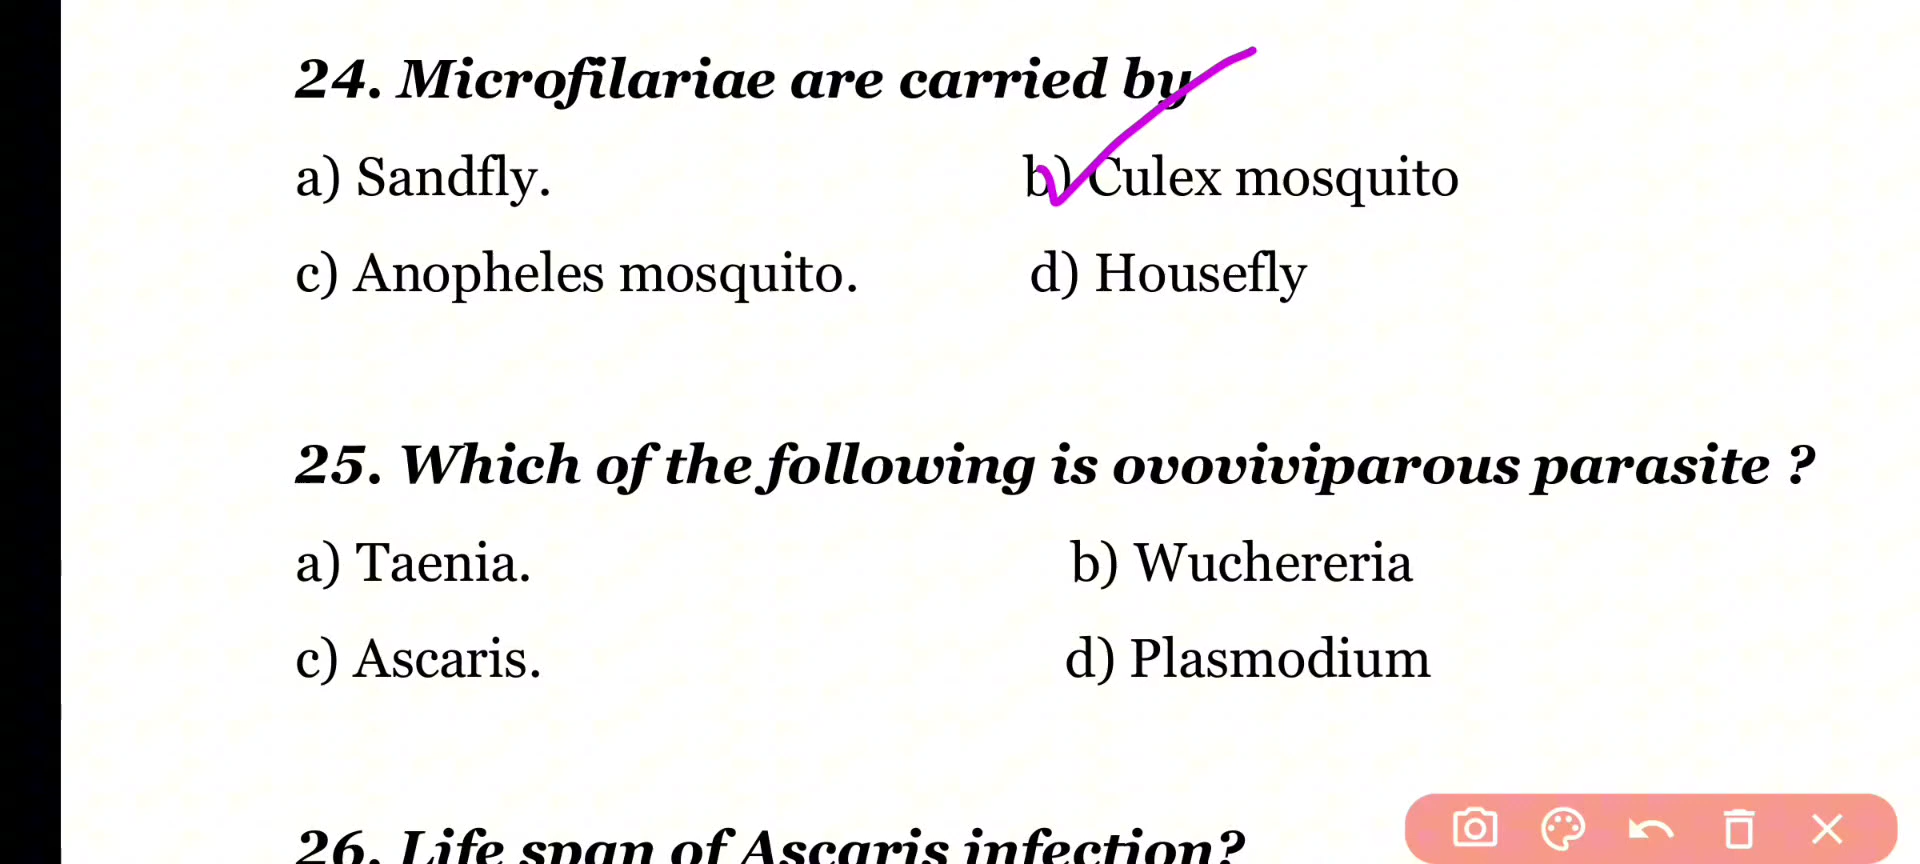 24. Microfilariae are carried by
a) Sandfly. b) Culex mosquito
c) Anopheles mosquito. d) Housefly
25. Which of the following is ovoviviparous parasite ?
a) Taenia. b) Wuchereria
c) Ascaris. d) Plasmodium
26. Life span of Ascaris infection?